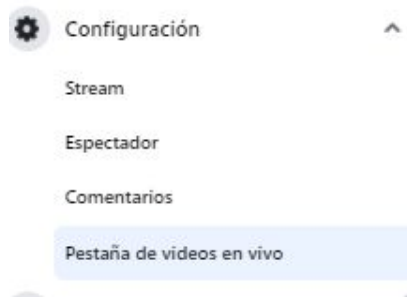 Configuración
Stream
Espectador
Comentarios
Pestaña de videos en vivo